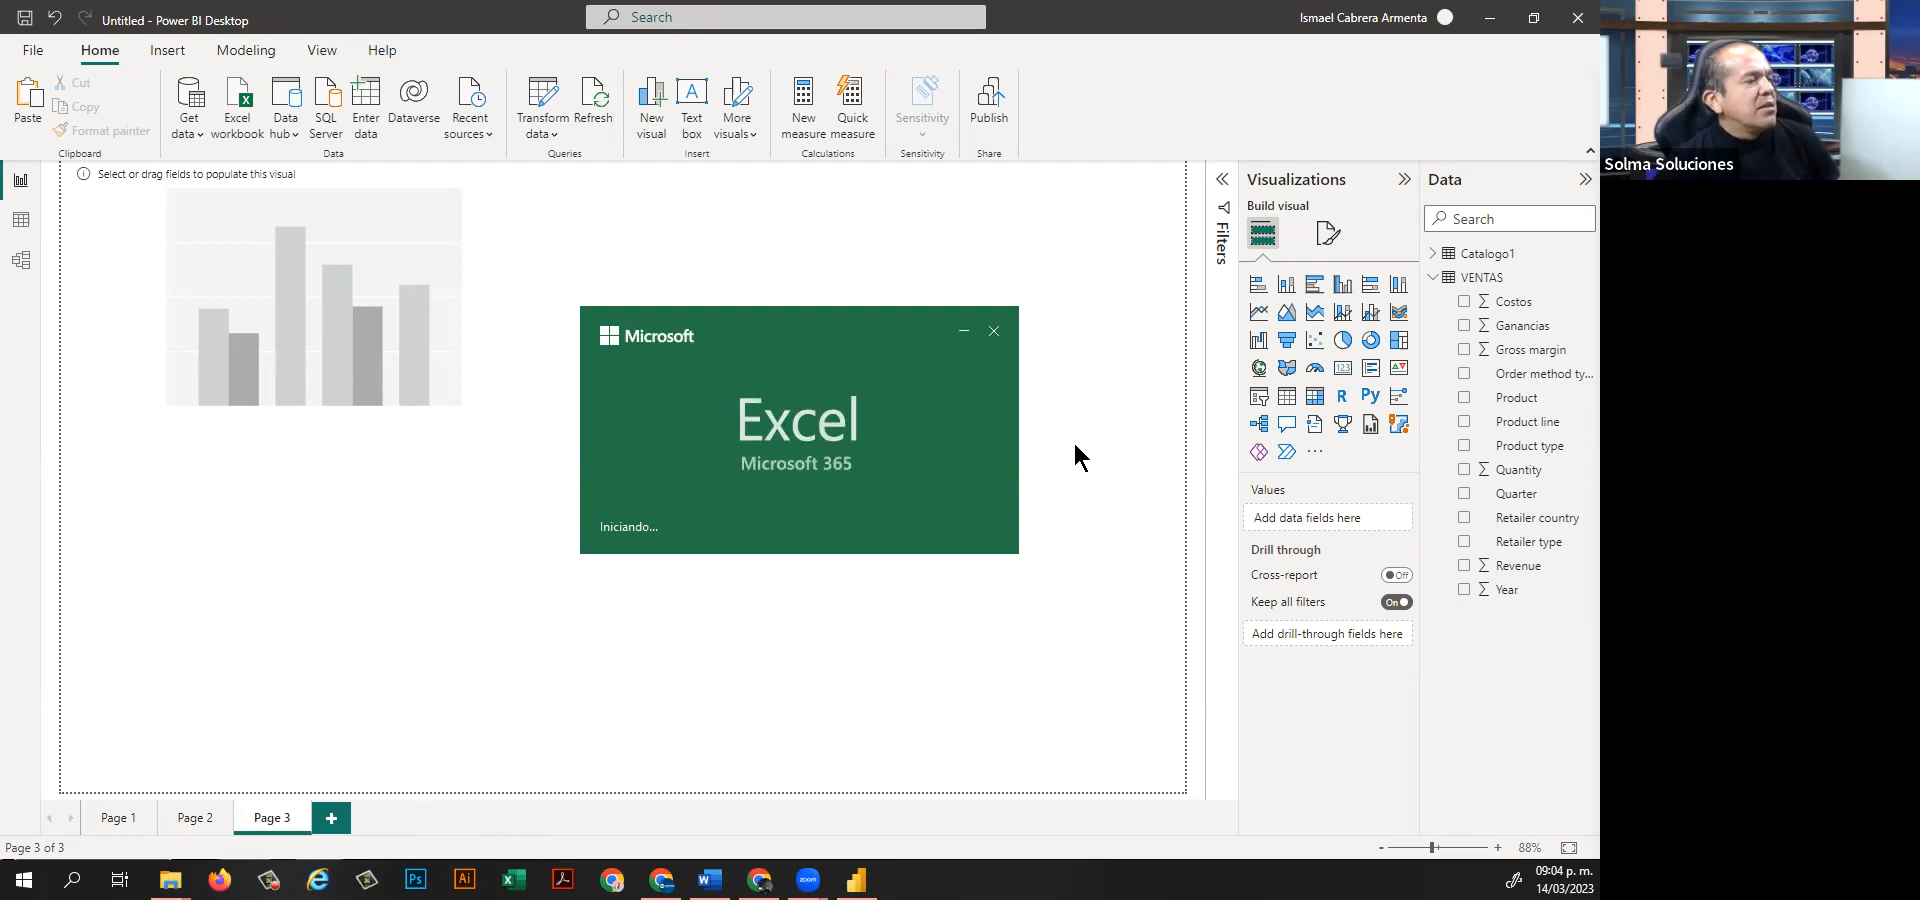 Untitled - Power BI Desktop
Search
Ismael Cabrera Armenta
File
Home
Insert
Modeling
View
Help
Paste
Cut
Copy
Format painter
Get data
Excel workbook
Data hub
SQL Server
Enter data
Dataverse
Recent sources
Transform data
Refresh
New visual
Text box
More visuals
New measure
Quick measure
Sensitivity
Publish
Clipboard
Data
Queries
Insert
Calculations
Sensitivity
Share
Solma Soluciones
Select or drag fields to populate this visual
Microsoft
Excel
Microsoft 365
Iniciando...
Filters
Visualizations
Build visual
R
Py
123
Values
Add data fields here
Drill through
Cross-report
Off
Keep all filters
On
Add drill-through fields here
Data
Search
Catalogo1
VENTAS
Costos
Ganancias
Gross margin
Order method ty...
Product
Product line
Product type
Quantity
Quarter
Retailer country
Retailer type
Revenue
Year
Page 1
Page 2
Page 3
Page 3 of 3
88%
Ps
Ai
zoom
09:04 p. m.
14/03/2023